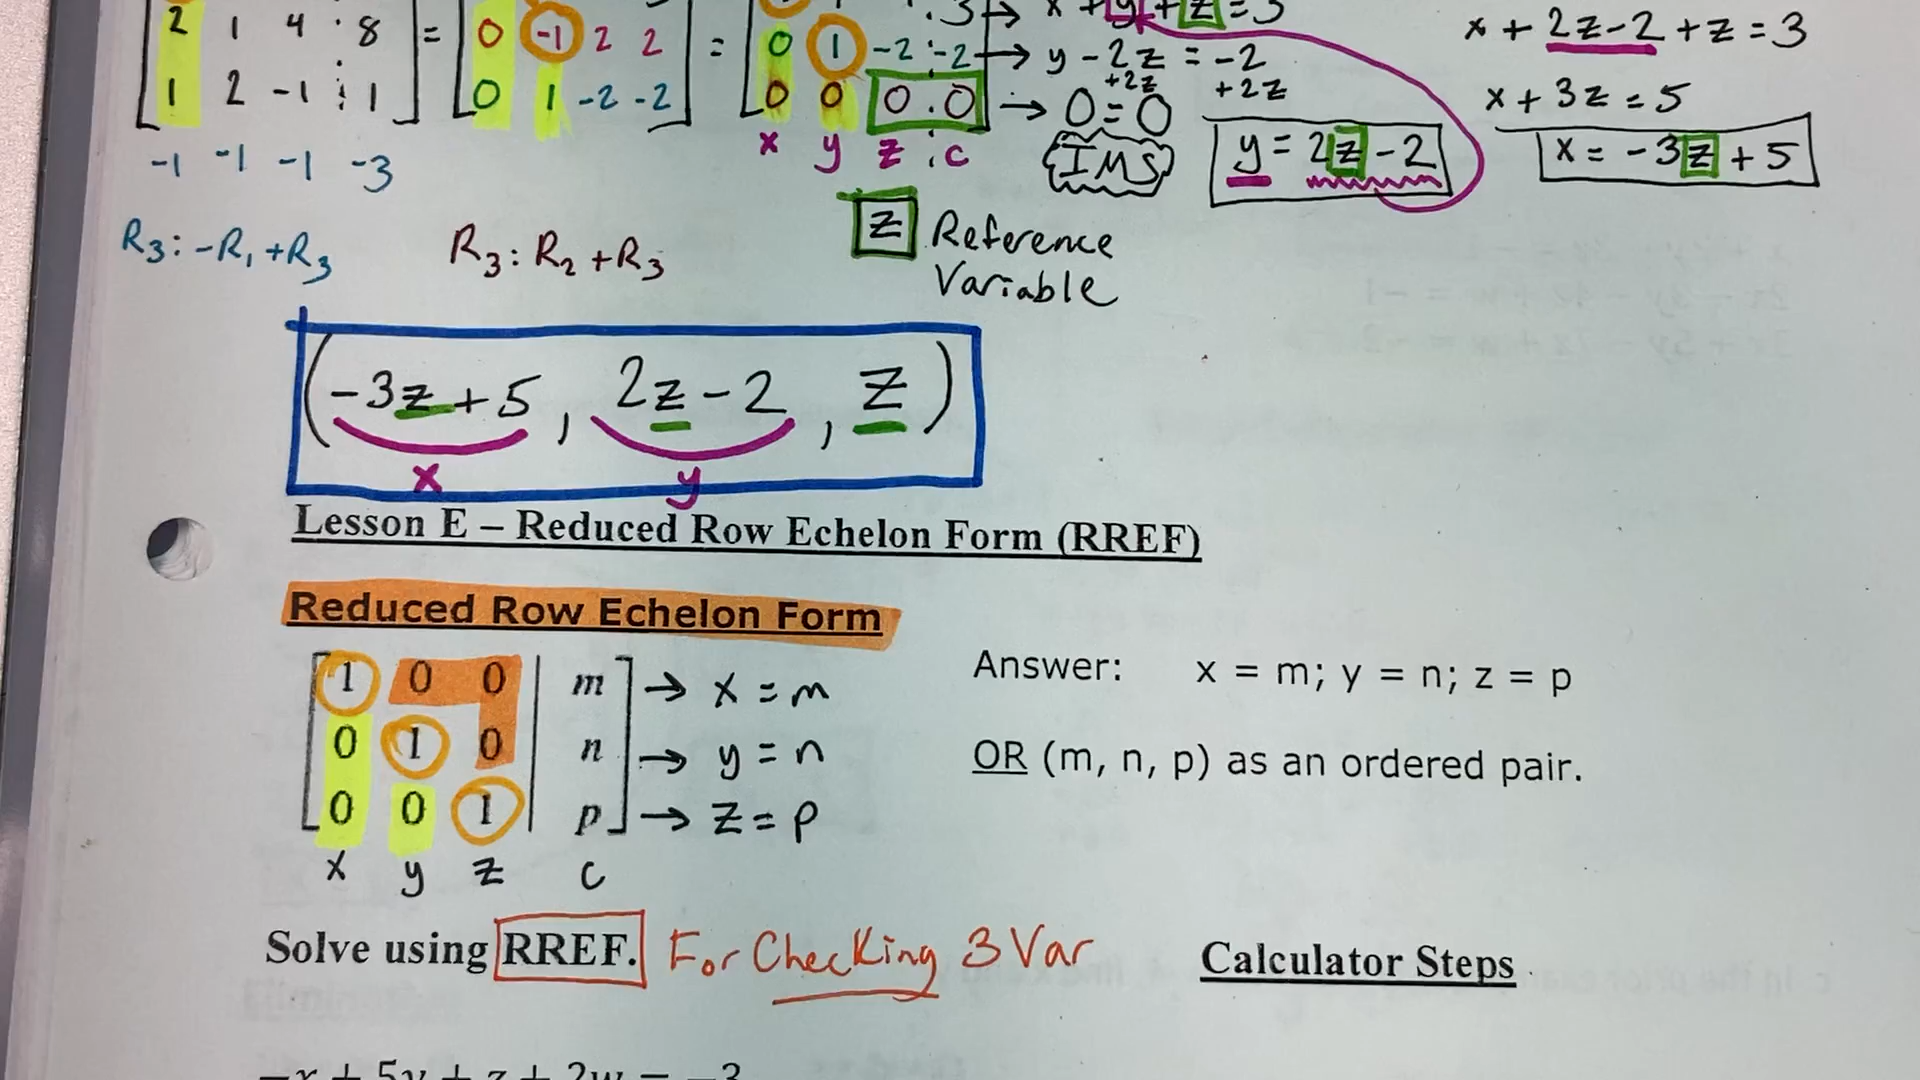 2 1 4 : 8 = 0 -1 2 2 = 0 1 -2 : -2 → y - 2z = -2
1 2 -1 : 1 0 1 -2 -2 0 0 0 : 0 → 0 = 0
+2z +2z
x y z : c
IMS
y = 2z - 2
x + 2z - 2 + z = 3
x + 3z = 5
x = -3z + 5
-1 -1 -1 -3
R3: -R1 + R3 R3: R2 + R3
z Reference
Variable
(-3z + 5, 2z - 2, z)
x y
Lesson E – Reduced Row Echelon Form (RREF)
Reduced Row Echelon Form
1 0 0 | m → x = m
0 1 0 | n → y = n
0 0 1 | p → z = p
x y z c
Answer: x = m; y = n; z = p
OR (m, n, p) as an ordered pair.
Solve using RREF. For Checking 3 Var
Calculator Steps
-x + 5y + z + 2w = -3